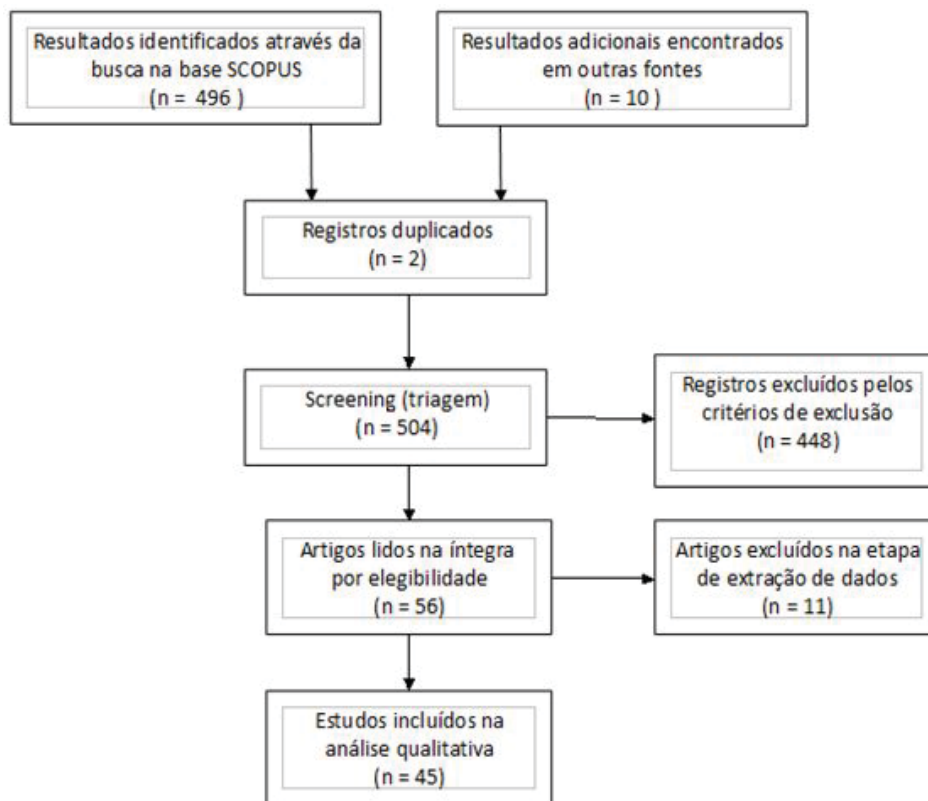 Resultados identificados através da
busca na base SCOPUS
(n = 496 )
Resultados adicionais encontrados
em outras fontes
(n = 10 )
Registros duplicados
(n = 2)
Screening (triagem)
(n = 504)
Registros excluídos pelos
critérios de exclusão
(n = 448)
Artigos lidos na íntegra
por elegibilidade
(n = 56)
Artigos excluídos na etapa
de extração de dados
(n = 11)
Estudos incluídos na
análise qualitativa
(n = 45)